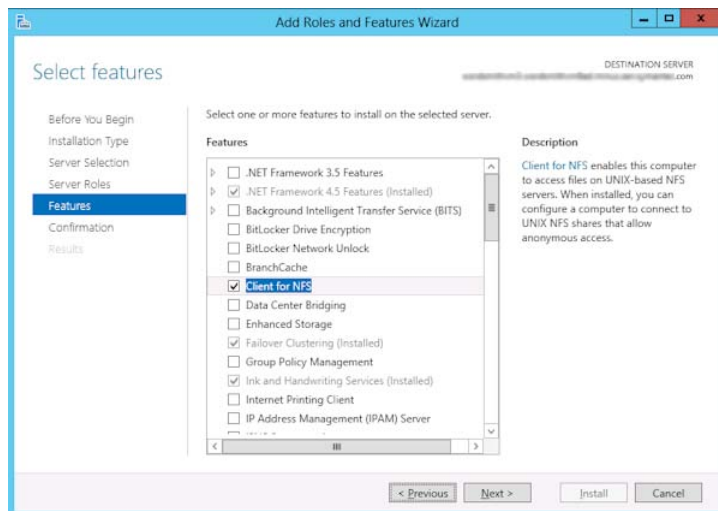 Add Roles and Features Wizard
Select features
DESTINATION SERVER
.com
Before You Begin
Installation Type
Server Selection
Server Roles
Features
Confirmation
Results
Select one or more features to install on the selected server.
Features
.NET Framework 3.5 Features
.NET Framework 4.5 Features (Installed)
Background Intelligent Transfer Service (BITS)
BitLocker Drive Encryption
BitLocker Network Unlock
BranchCache
Client for NFS
Data Center Bridging
Enhanced Storage
Failover Clustering (Installed)
Group Policy Management
Ink and Handwriting Services (Installed)
Internet Printing Client
IP Address Management (IPAM) Server
Description
Client for NFS enables this computer
to access files on UNIX-based NFS
servers. When installed, you can
configure a computer to connect to
UNIX NFS shares that allow
anonymous access.
< Previous
Next >
Install
Cancel